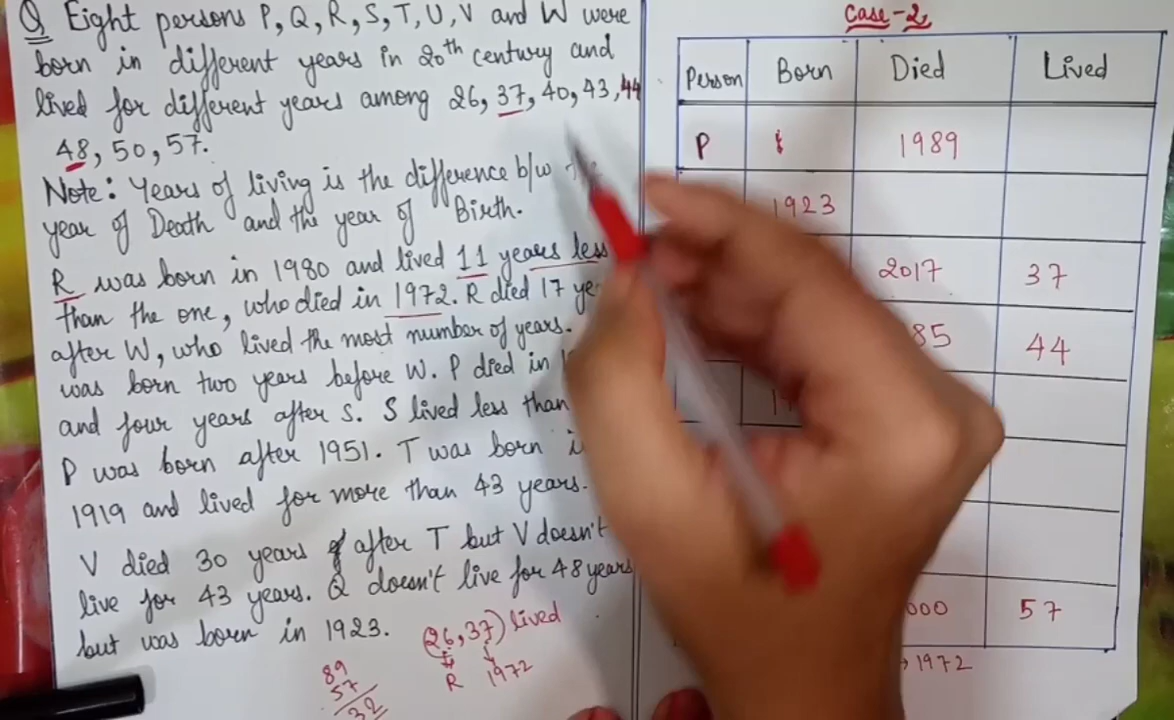 Q Eight persons P, Q, R, S, T, U, V and W were
born in different years in 20th century and
lived for different years among 26, 37, 40, 43, 44
48, 50, 57.
Note: Years of living is the difference b/w
year of Death and the year of Birth.
R was born in 1980 and lived 11 years less
than the one, who died in 1972. R died 17
after W, who lived the most number of years.
was born two years before W. P died in
and four years after S. S lived less than
P was born after 1951. T was born
1919 and lived for more than 43 years.
V died 30 years after T but V doesn't
live for 43 years. Q doesn't live for 48 years
but was born in 1923.
(26, 37) lived
R 1972
89
57
32
Case-2
Person Born Died Lived
P 1989
1923
2017 37
85 44
000 57
→ 1972